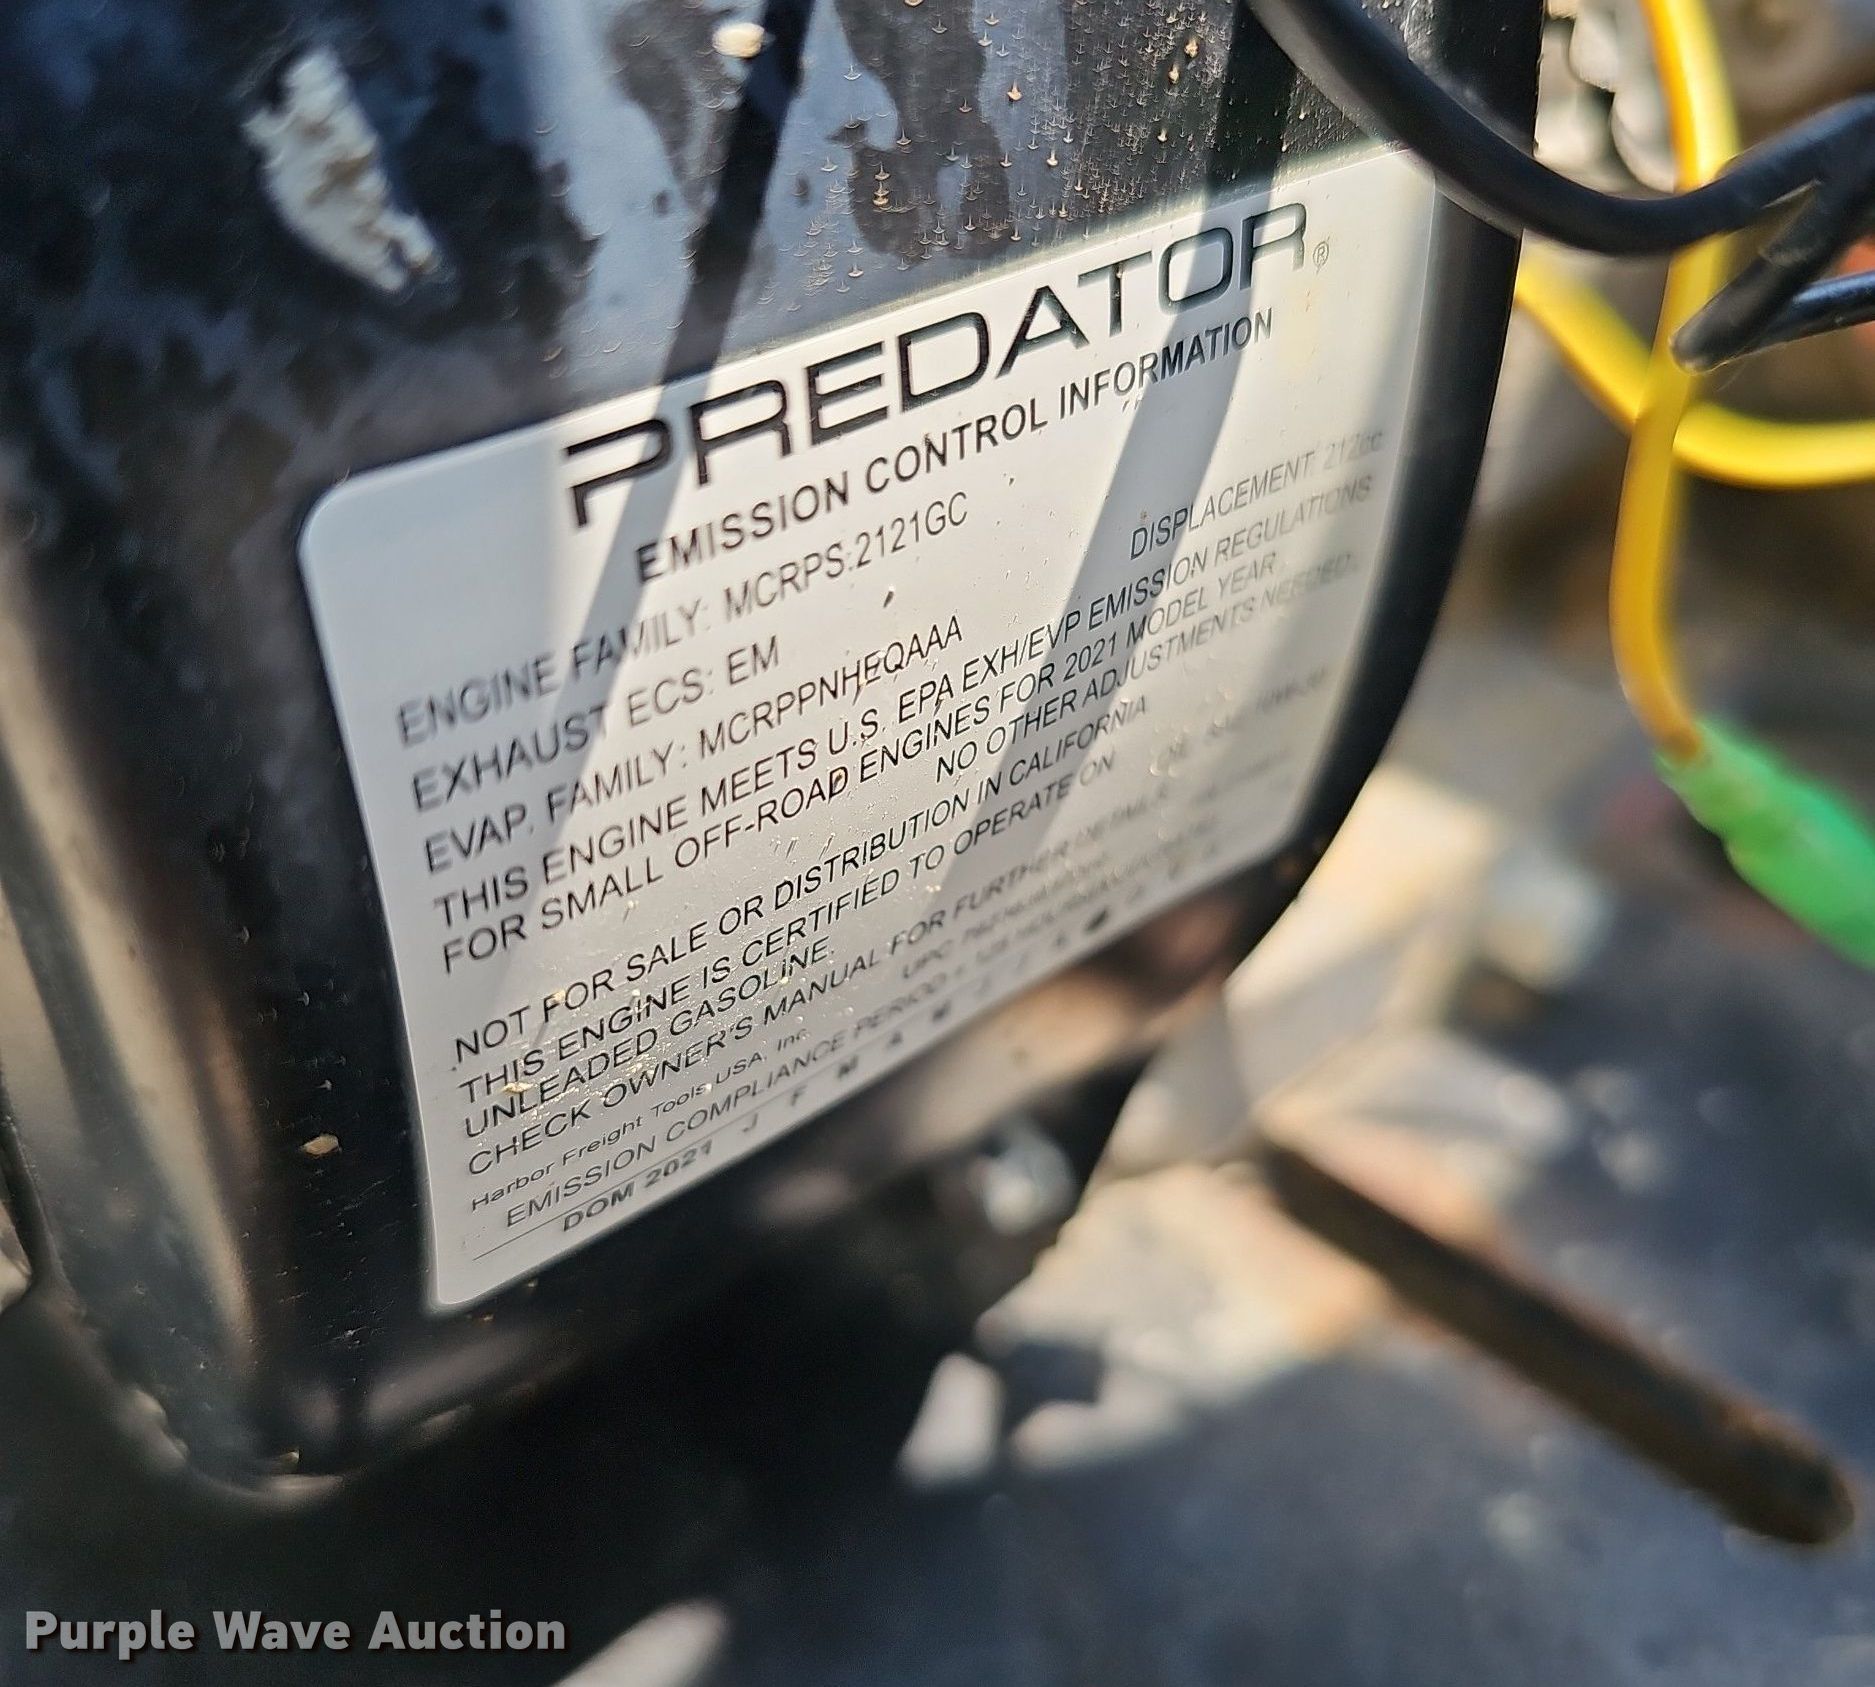 PREDATOR®
EMISSION CONTROL INFORMATION
ENGINE FAMILY: MCRPS.2121GC DISPLACEMENT: 212cc
EXHAUST ECS: EM
EVAP. FAMILY: MCRPPNHEQAAA
THIS ENGINE MEETS U.S. EPA EXH/EVP EMISSION REGULATIONS
FOR SMALL OFF-ROAD ENGINES FOR 2021 MODEL YEAR
NO OTHER ADJUSTMENTS NEEDED.
NOT FOR SALE OR DISTRIBUTION IN CALIFORNIA
THIS ENGINE IS CERTIFIED TO OPERATE ON
UNLEADED GASOLINE.
CHECK OWNER'S MANUAL FOR FURTHER DETAILS
Harbor Freight Tools USA, Inc. UPC
EMISSION COMPLIANCE PERIOD
DOM 2021 J F M A M J J A
Purple Wave Auction